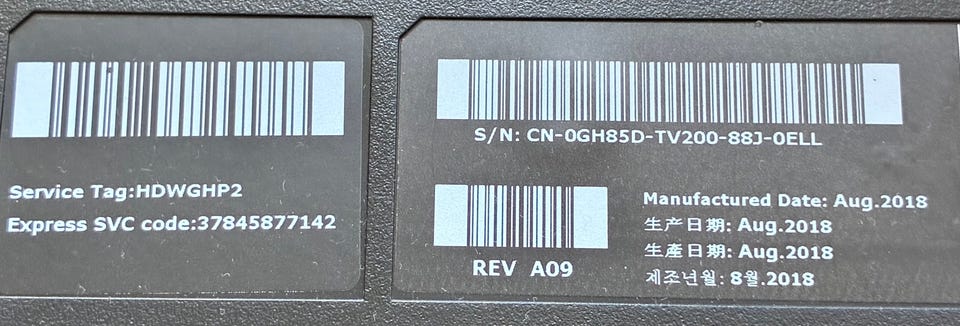 Service Tag:HDWGHP2
Express SVC code:37845877142
S/N: CN-0GH85D-TV200-88J-0ELL
REV A09
Manufactured Date: Aug.2018
生产日期: Aug.2018
生產日期: Aug.2018
제조년월: 8월.2018